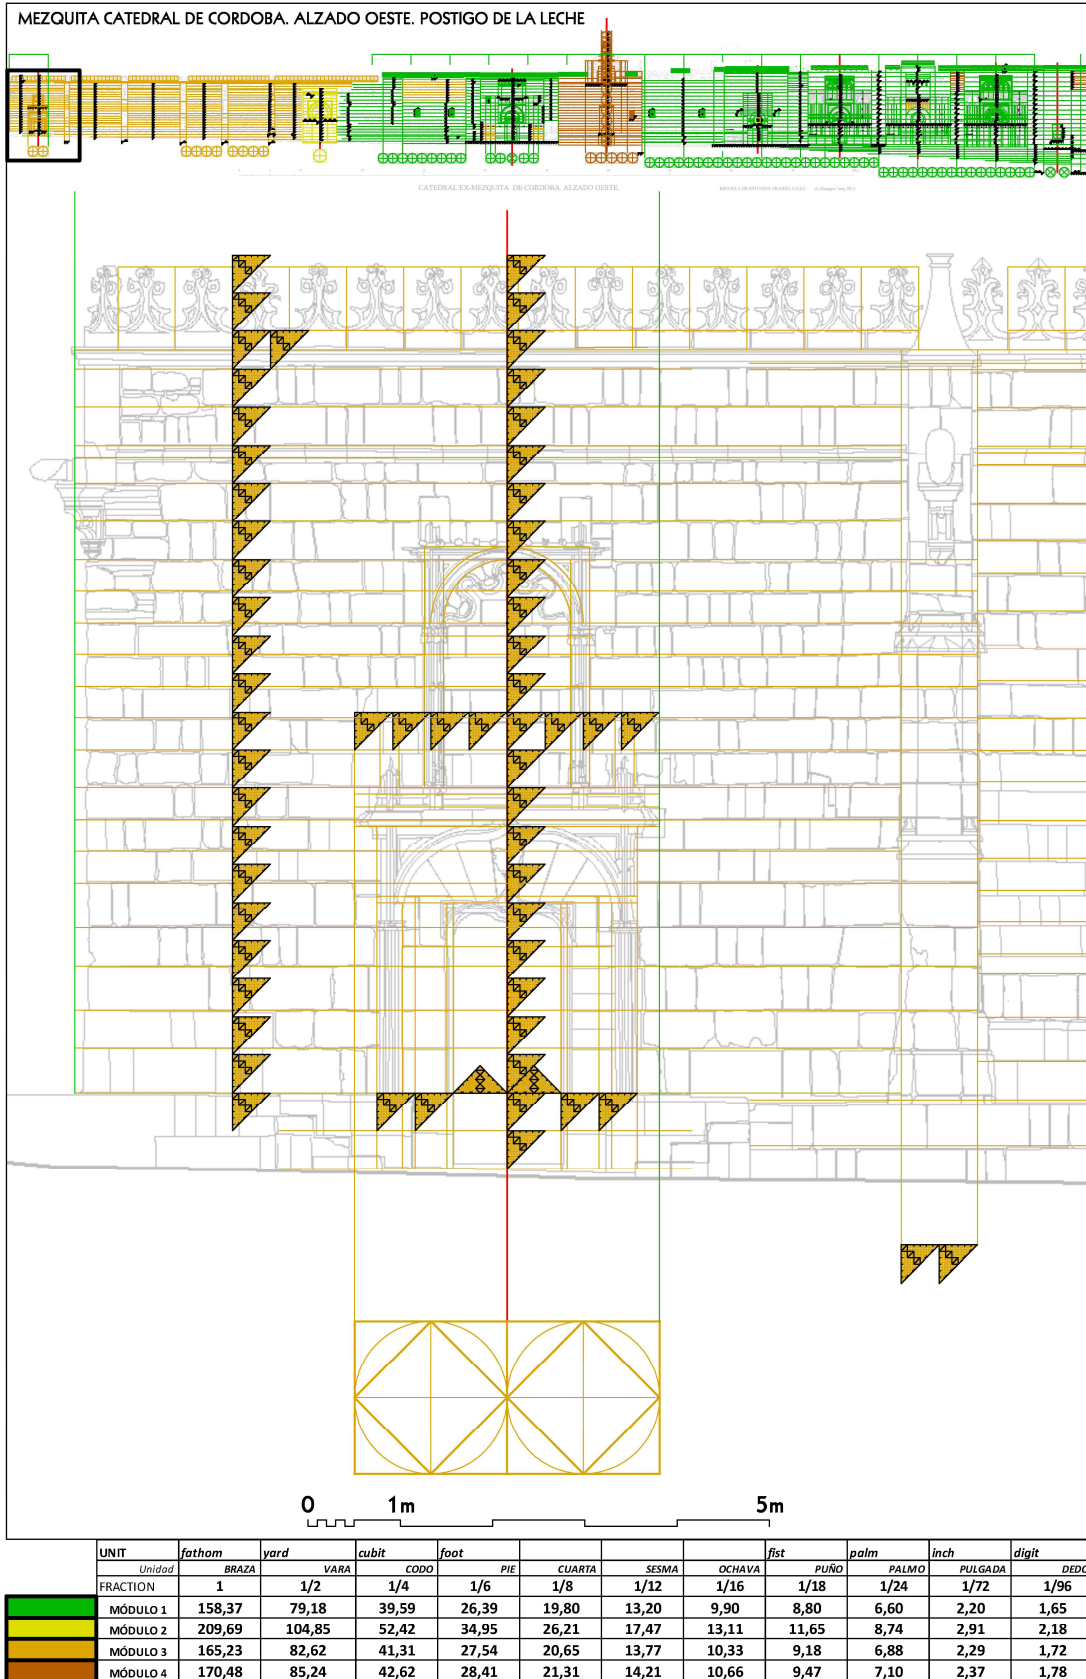 MEZQUITA CATEDRAL DE CORDOBA. ALZADO OESTE. POSTIGO DE LA LECHE
CATEDRAL EX-MEZQUITA DE CORDOBA. ALZADO OESTE.
0 1m 5m
UNIT fathom yard cubit foot fist palm inch digit
Unidad BRAZA VARA CODO PIE CUARTA SESMA OCHAVA PUÑO PALMO PULGADA DEDO
FRACTION 1 1/2 1/4 1/6 1/8 1/12 1/16 1/18 1/24 1/72 1/96
MÓDULO 1 158,37 79,18 39,59 26,39 19,80 13,20 9,90 8,80 6,60 2,20 1,65
MÓDULO 2 209,69 104,85 52,42 34,95 26,21 17,47 13,11 11,65 8,74 2,91 2,18
MÓDULO 3 165,23 82,62 41,31 27,54 20,65 13,77 10,33 9,18 6,88 2,29 1,72
MÓDULO 4 170,48 85,24 42,62 28,41 21,31 14,21 10,66 9,47 7,10 2,37 1,78